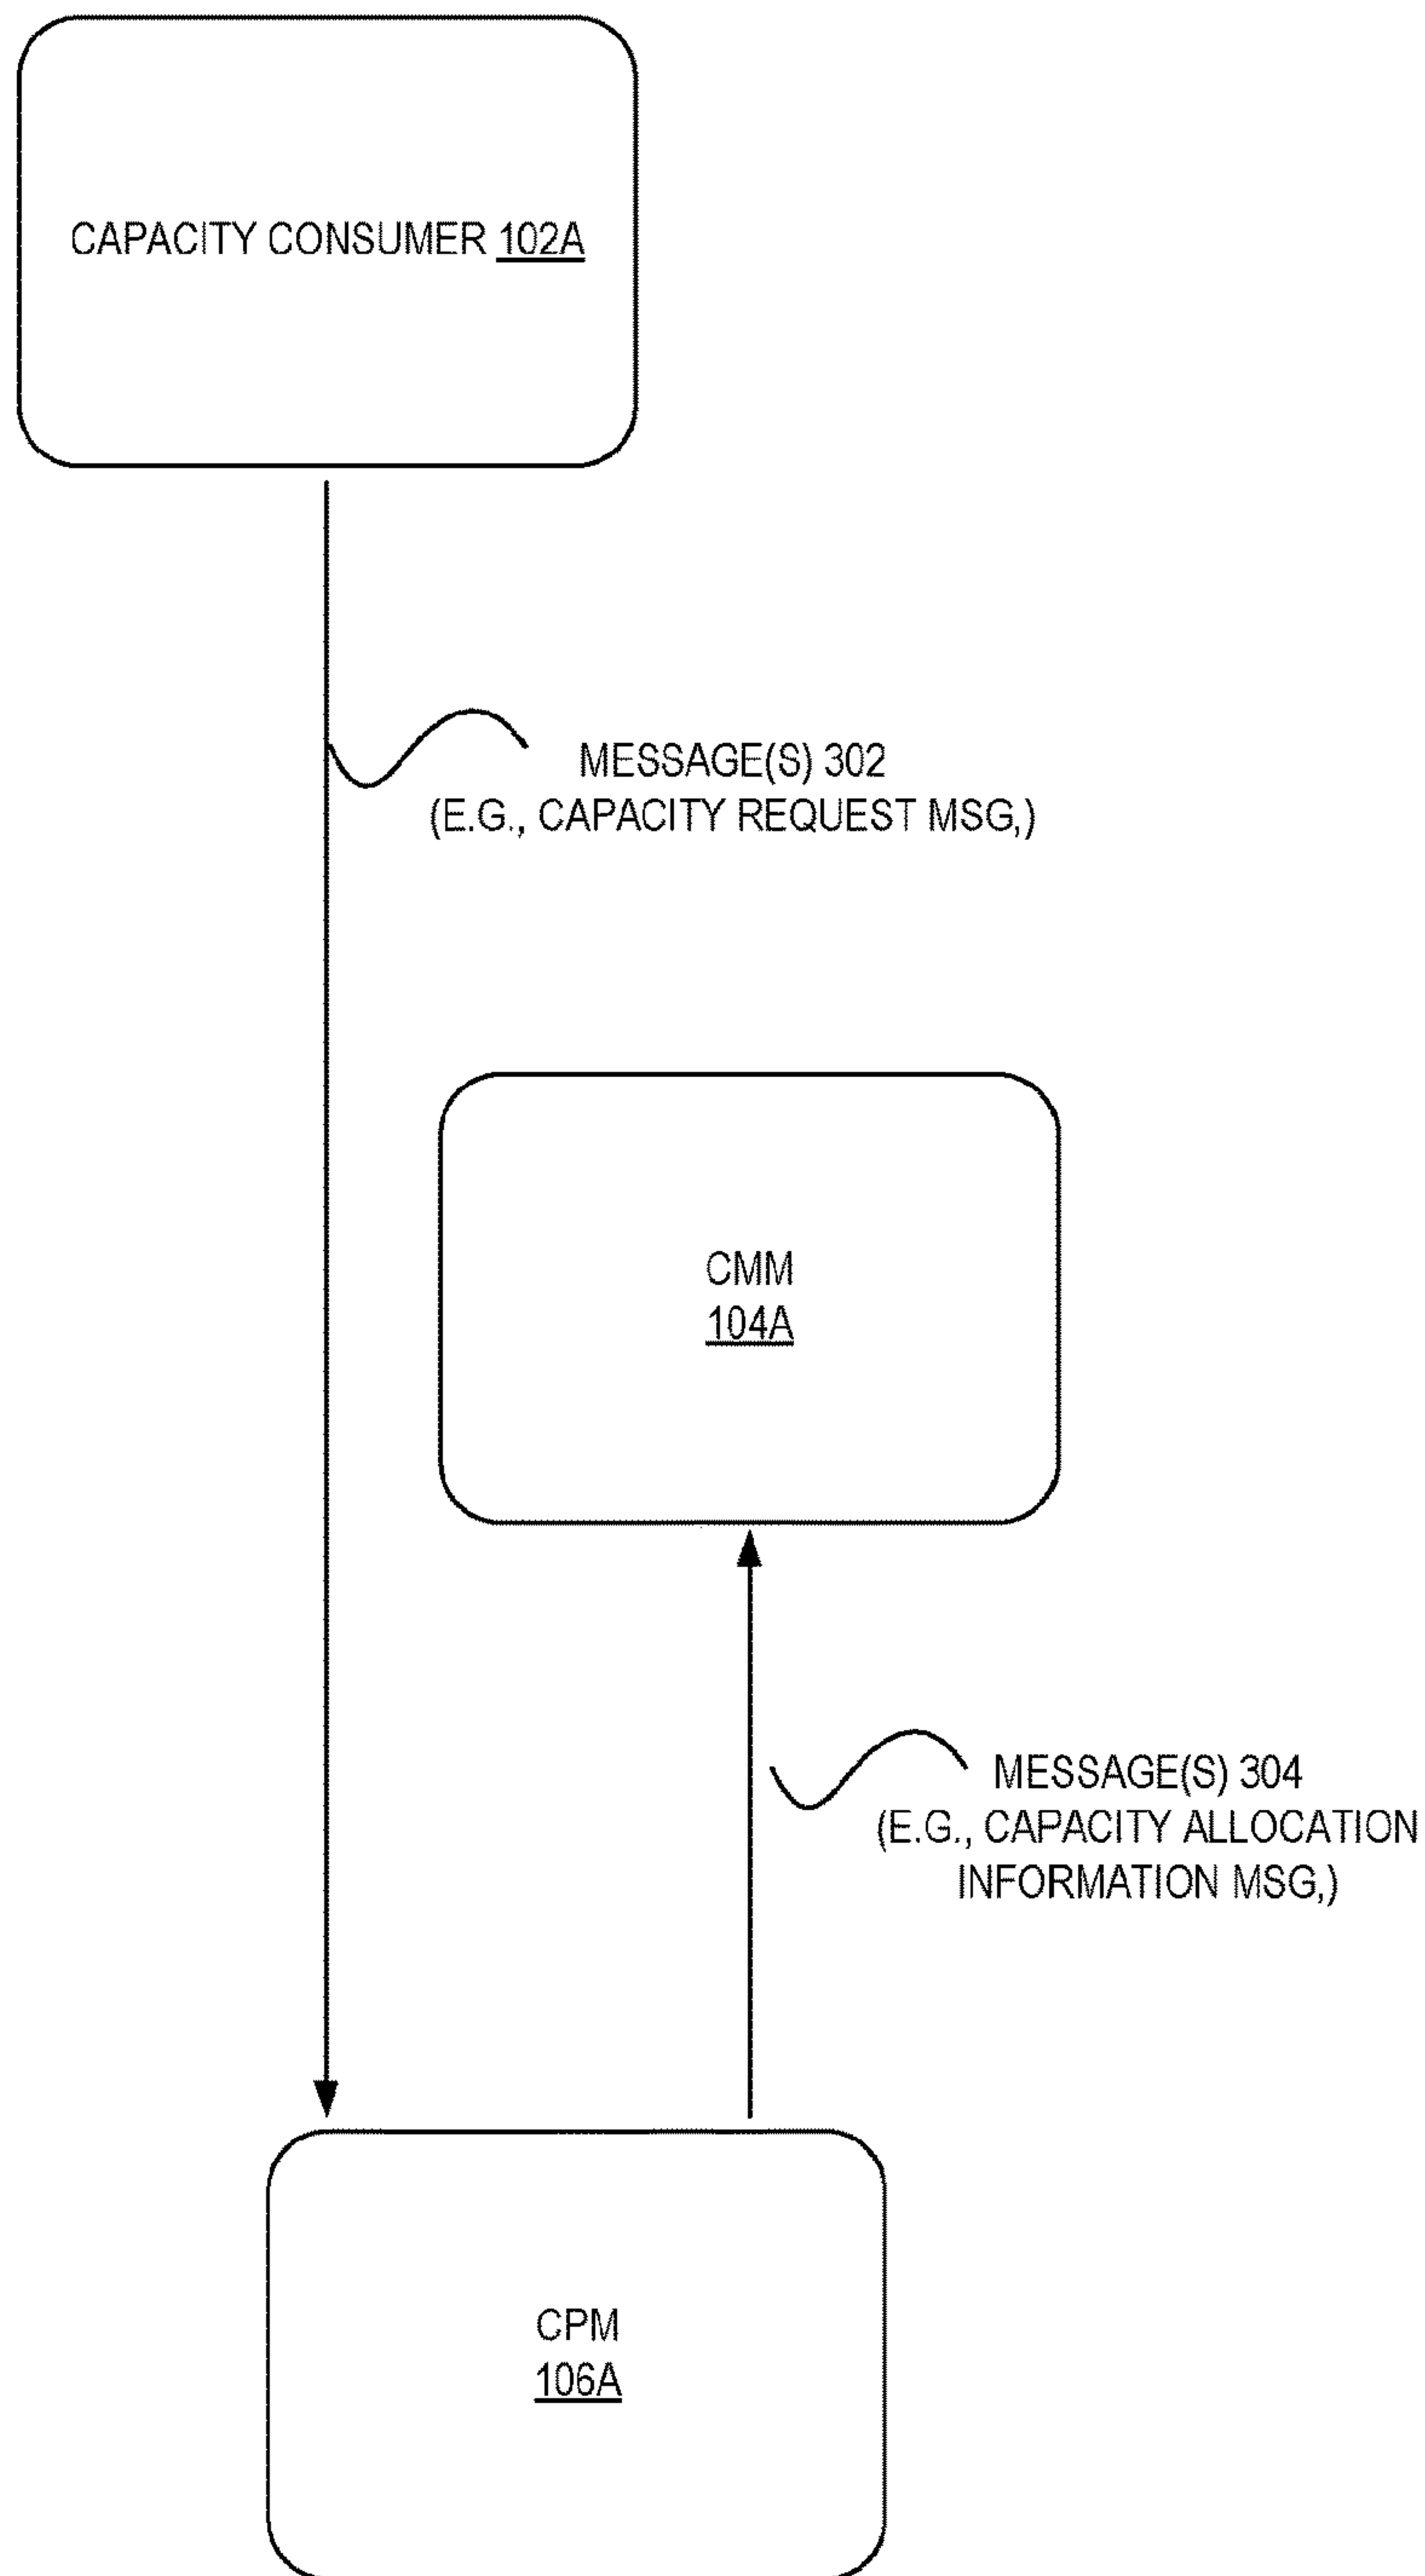 CAPACITY CONSUMER 102A
MESSAGE(S) 302
(E.G., CAPACITY REQUEST MSG,)
CMM
104A
MESSAGE(S) 304
(E.G., CAPACITY ALLOCATION
INFORMATION MSG,)
CPM
106A